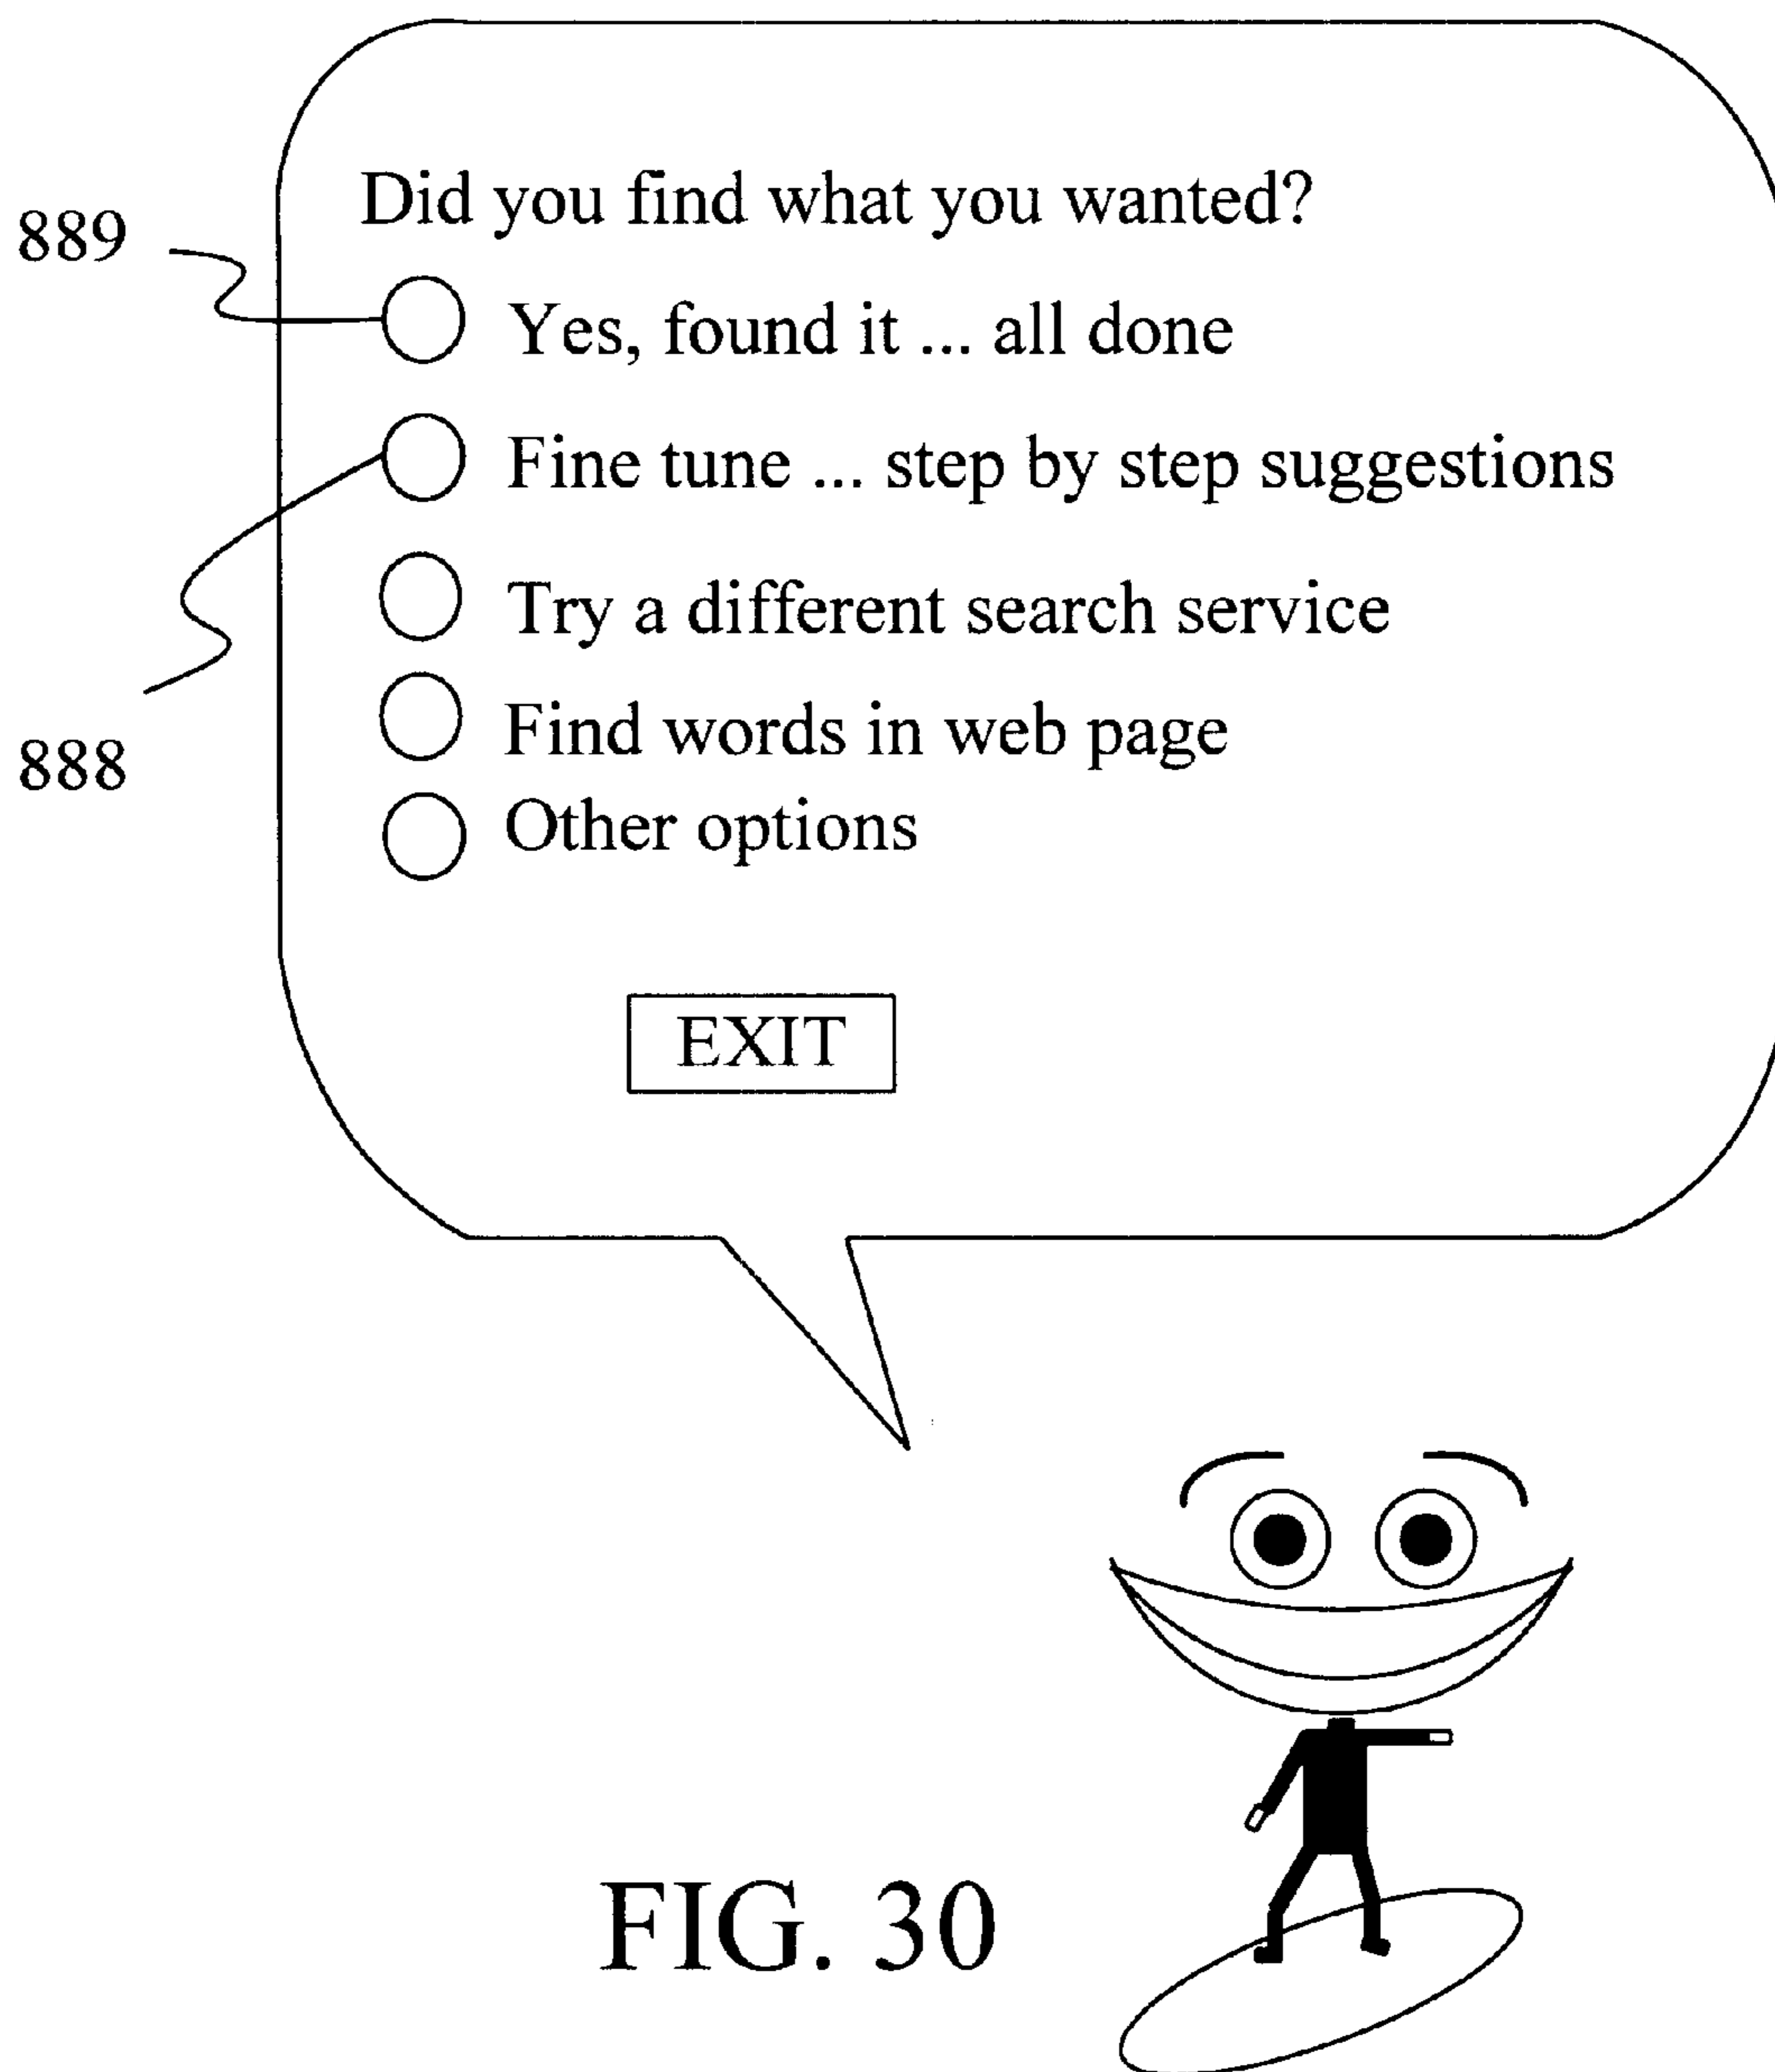 Did you find what you wanted?
889
Yes, found it ... all done
Fine tune ... step by step suggestions
Try a different search service
Find words in web page
888
Other options
EXIT
FIG. 30